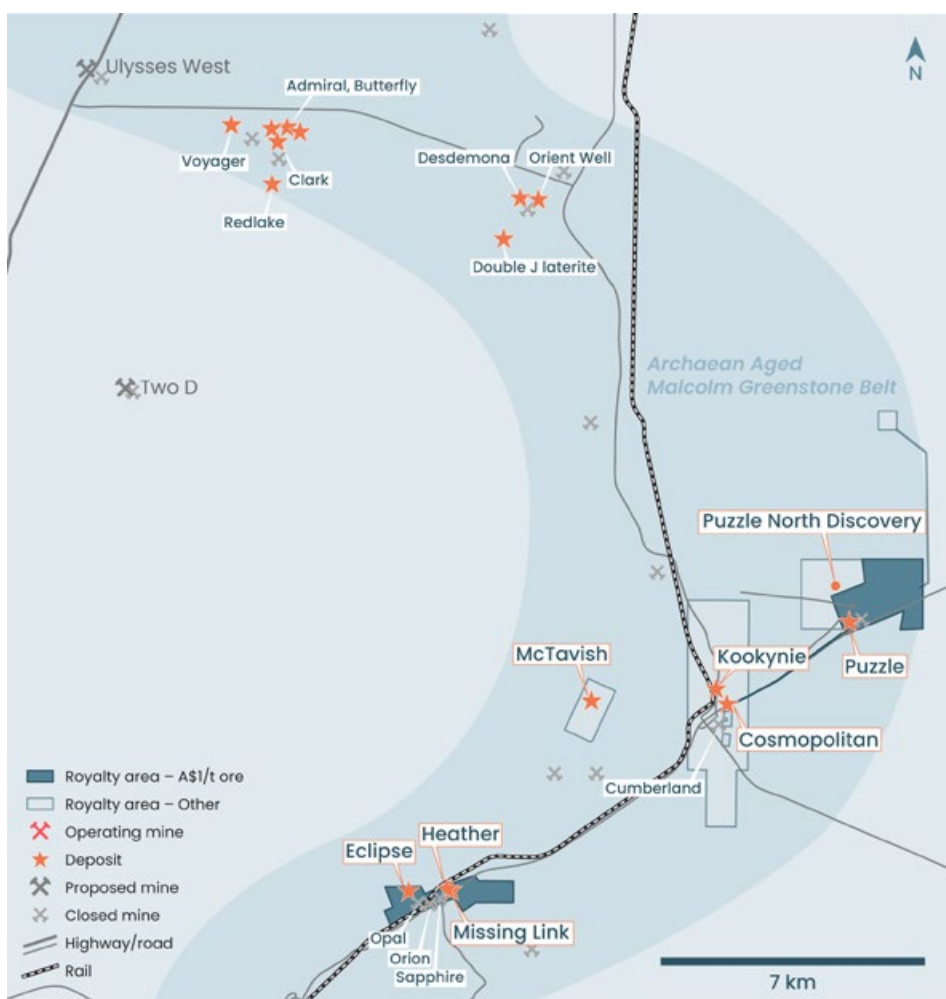 Ulysses West
N
Admiral, Butterfly
Voyager
Clark
Redlake
Desdemona
Orient Well
Double J laterite
Two D
Archaean Aged
Malcolm Greenstone Belt
Puzzle North Discovery
McTavish
Kookynie
Puzzle
Cosmopolitan
Cumberland
Heather
Eclipse
Missing Link
Opal
Orion
Sapphire
Royalty area – A$1/t ore
Royalty area – Other
Operating mine
Deposit
Proposed mine
Closed mine
Highway/road
Rail
7 km